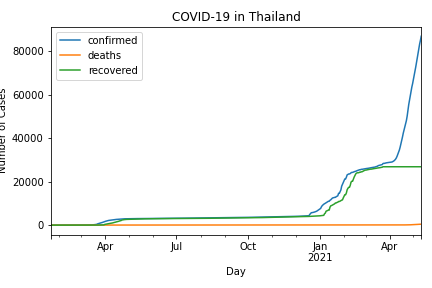 COVID-19 in Thailand
confirmed
deaths
recovered
80000
60000
40000
20000
0
Number of Cases
Apr
Jul
Oct
Jan
2021
Apr
Day